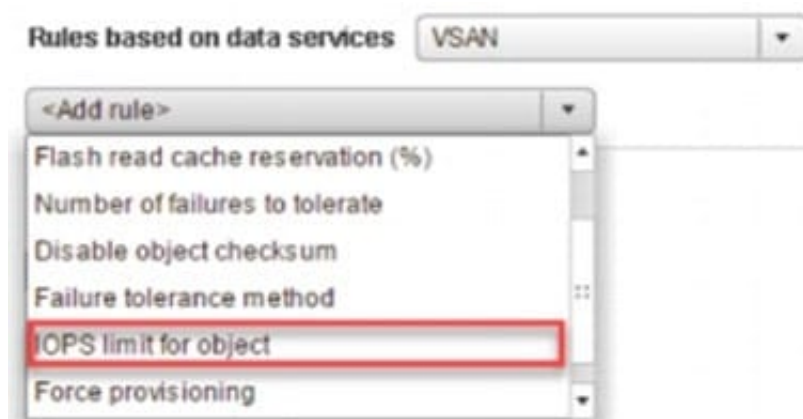 Rules based on data services VSAN
<Add rule>
Flash read cache reservation (%)
Number of failures to tolerate
Disable object checksum
Failure tolerance method
IOPS limit for object
Force provisioning